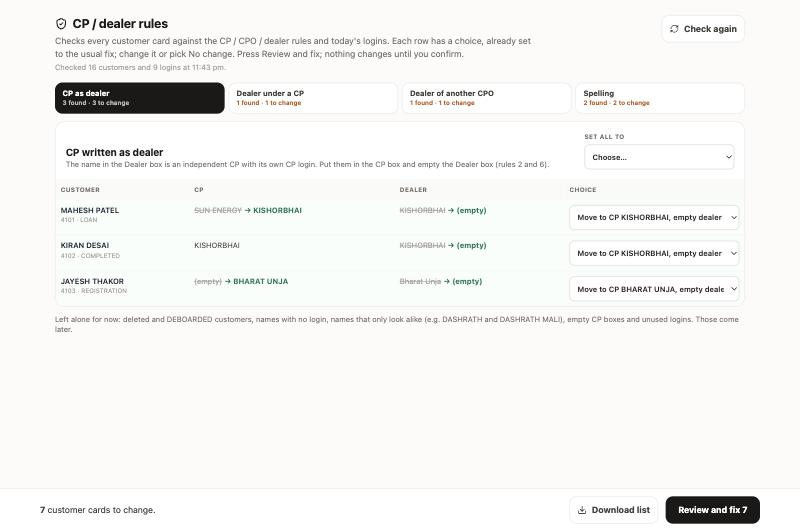 CP / dealer rules
Checks every customer card against the CP / CPO / dealer rules and today's logins. Each row has a choice, already set
to the usual fix; change it or pick No change. Press Review and fix; nothing changes until you confirm.
Checked 16 customers and 9 logins at 11:43 pm.
Check again
CP as dealer
3 found · 3 to change
Dealer under a CP
1 found · 1 to change
Dealer of another CPO
1 found · 1 to change
Spelling
2 found · 2 to change
CP written as dealer
The name in the Dealer box is an independent CP with its own CP login. Put them in the CP box and empty the Dealer box (rules 2 and 6).
SET ALL TO
Choose...
CUSTOMER CP DEALER CHOICE
MAHESH PATEL SUN ENERGY → KISHORBHAI KISHORBHAI → (empty) Move to CP KISHORBHAI, empty dealer
4101 · LOAN
KIRAN DESAI KISHORBHAI KISHORBHAI → (empty) Move to CP KISHORBHAI, empty dealer
4102 · COMPLETED
JAYESH THAKOR (empty) → BHARAT UNJA Bharat Unja → (empty) Move to CP BHARAT UNJA, empty deale
4103 · REGISTRATION
Left alone for now: deleted and DEBOARDED customers, names with no login, names that only look alike (e.g. DASHRATH and DASHRATH MALI), empty CP boxes and unused logins. Those come
later.
7 customer cards to change.
Download list
Review and fix 7